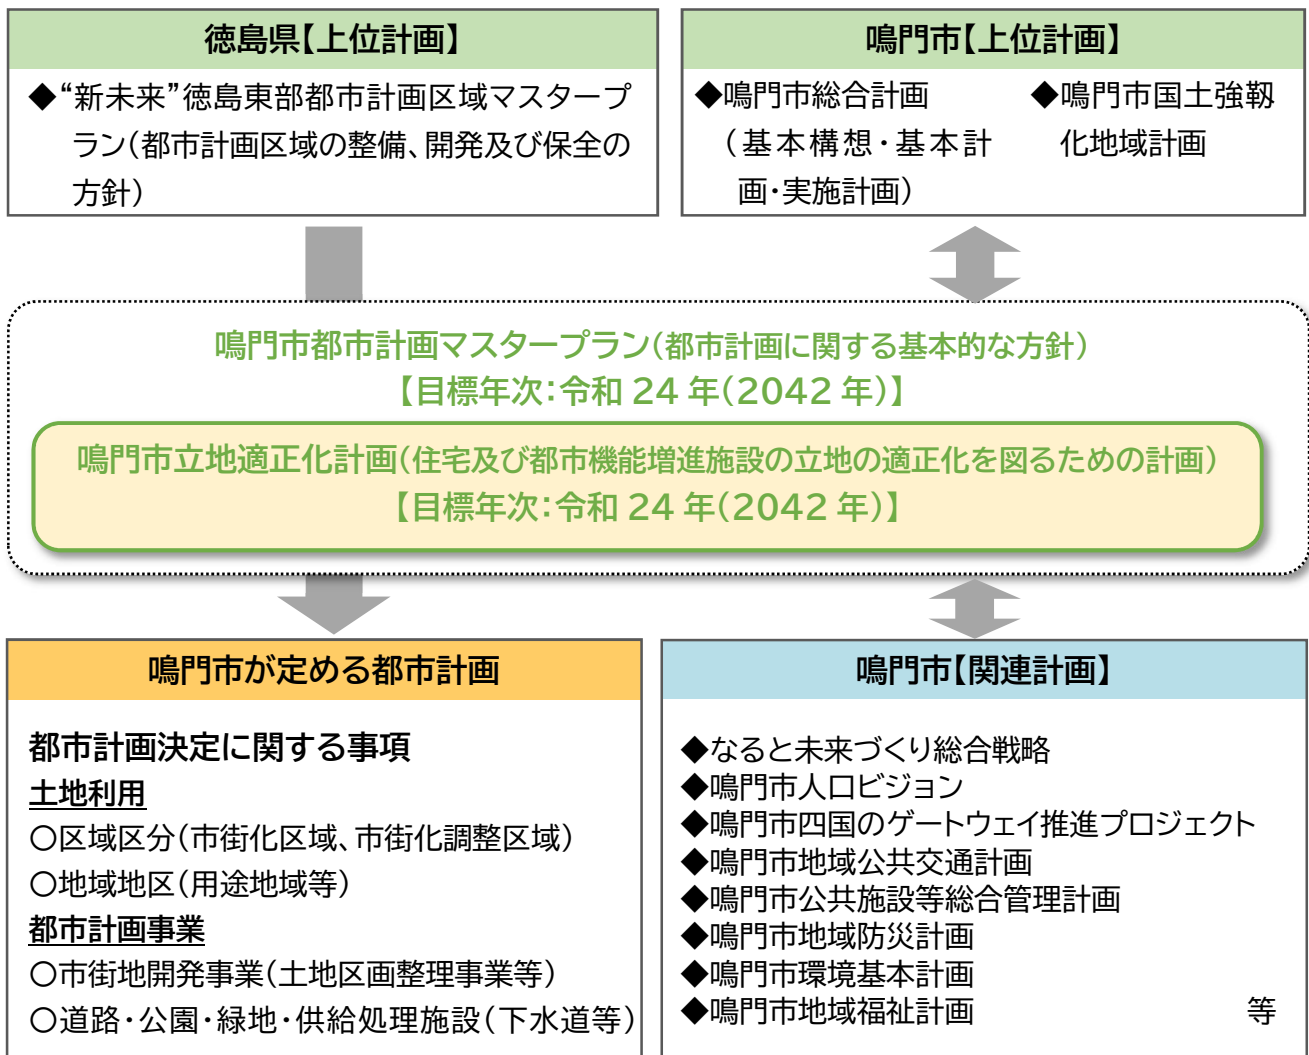 徳島県【上位計画】
◆“新未来”徳島東部都市計画区域マスタープ
ラン（都市計画区域の整備、開発及び保全の
方針）
鳴門市【上位計画】
◆鳴門市総合計画
（基本構想・基本計
画・実施計画）
◆鳴門市国土強靱
化地域計画
鳴門市都市計画マスタープラン（都市計画に関する基本的な方針）
【目標年次：令和 24 年（2042 年）】
鳴門市立地適正化計画（住宅及び都市機能増進施設の立地の適正化を図るための計画）
【目標年次：令和 24 年（2042 年）】
鳴門市が定める都市計画
都市計画決定に関する事項
土地利用
〇区域区分（市街化区域、市街化調整区域）
〇地域地区（用途地域等）
都市計画事業
〇市街地開発事業（土地区画整理事業等）
〇道路・公園・緑地・供給処理施設（下水道等）
鳴門市【関連計画】
◆なると未来づくり総合戦略
◆鳴門市人口ビジョン
◆鳴門市四国のゲートウェイ推進プロジェクト
◆鳴門市地域公共交通計画
◆鳴門市公共施設等総合管理計画
◆鳴門市地域防災計画
◆鳴門市環境基本計画
◆鳴門市地域福祉計画　等